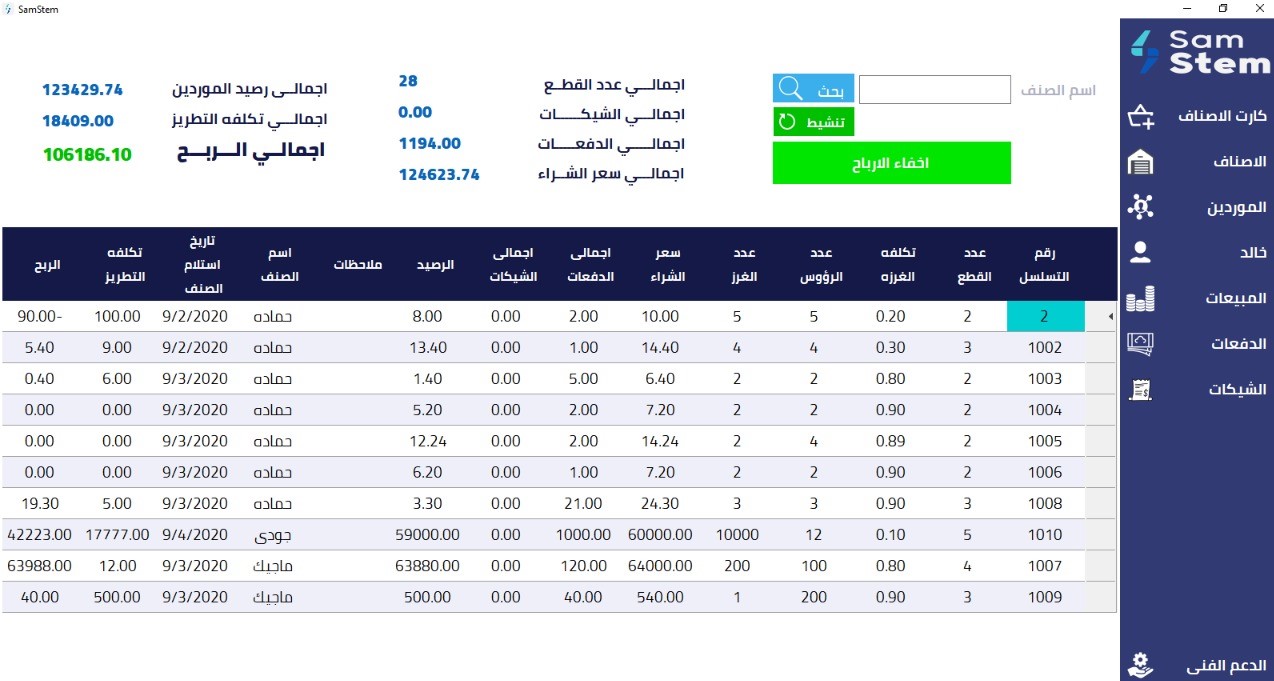 SamStem
Sam
Stem
كارت الاصناف
الاصناف
الموردين
خالد
المبيعات
الدفعات
الشيكات
الدعم الفنى
اسم الصنف
بحث
تنشيط
اخفاء الارباح
اجمالـــي عدد القطــع 28
اجمالـــي الشيكــــات 0.00
اجمالـــي الدفعـــات 1194.00
اجمالـــي سعر الشــراء 124623.74
اجمالــى رصيد الموردين 123429.74
اجمالـــي تكلفه التطريز 18409.00
اجمالـي الـــربــح 106186.10
رقم التسلسل عدد القطع تكلفه الغرزه عدد الرؤوس عدد الغرز سعر الشراء اجمالى الدفعات اجمالى الشيكات الرصيد ملاحظات اسم الصنف تاريخ استلام الصنف تكلفه التطريز الربح
2 2 0.20 5 5 10.00 2.00 0.00 8.00 حماده 9/2/2020 100.00 90.00-
1002 3 0.30 4 4 14.40 1.00 0.00 13.40 حماده 9/2/2020 9.00 5.40
1003 2 0.80 2 2 6.40 5.00 0.00 1.40 حماده 9/3/2020 6.00 0.40
1004 2 0.90 2 2 7.20 2.00 0.00 5.20 حماده 9/3/2020 0.00 0.00
1005 2 0.89 4 2 14.24 2.00 0.00 12.24 حماده 9/3/2020 0.00 0.00
1006 2 0.90 2 2 7.20 1.00 0.00 6.20 حماده 9/3/2020 0.00 0.00
1008 3 0.90 3 3 24.30 21.00 0.00 3.30 حماده 9/3/2020 5.00 19.30
1010 5 0.10 12 10000 60000.00 1000.00 0.00 59000.00 جودى 9/4/2020 17777.00 42223.00
1007 4 0.80 100 200 64000.00 120.00 0.00 63880.00 ماجيك 9/3/2020 12.00 63988.00
1009 3 0.90 200 1 540.00 40.00 0.00 500.00 ماجيك 9/3/2020 500.00 40.00